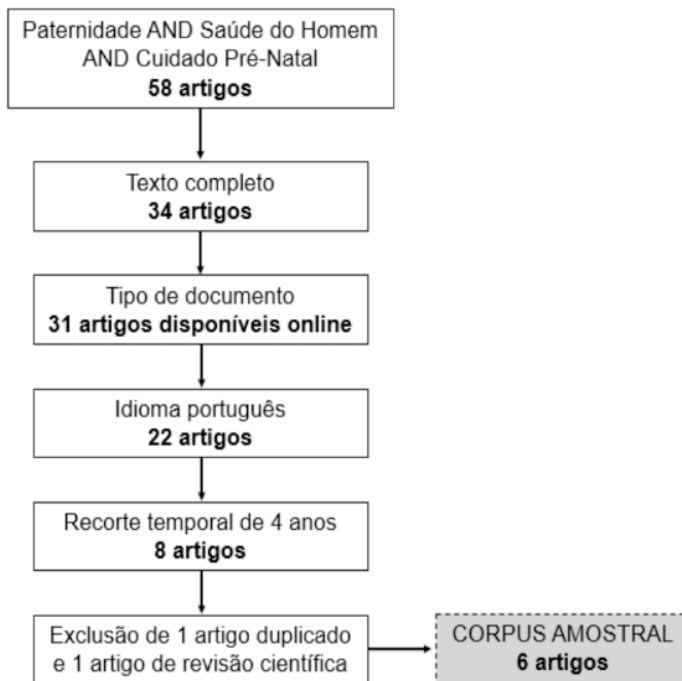 Paternidade AND Saúde do Homem
AND Cuidado Pré-Natal
58 artigos
Texto completo
34 artigos
Tipo de documento
31 artigos disponíveis online
Idioma português
22 artigos
Recorte temporal de 4 anos
8 artigos
Exclusão de 1 artigo duplicado
e 1 artigo de revisão científica
CORPUS AMOSTRAL
6 artigos